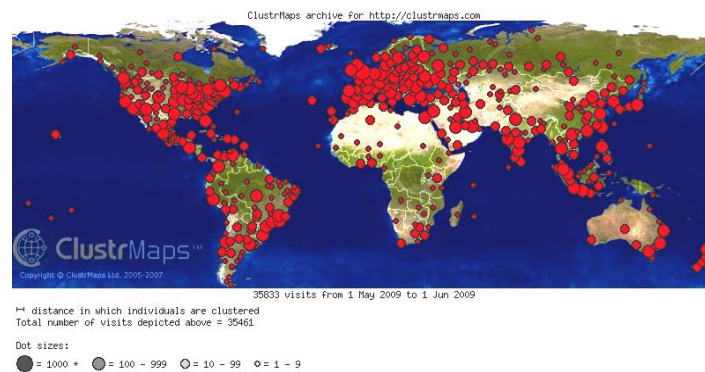 ClustrMaps archive for http://clustrmaps.com
ClustrMaps™
Copyright © ClustrMaps Ltd. 2005-2007
35833 visits from 1 May 2009 to 1 Jun 2009
distance in which individuals are clustered
Total number of visits depicted above = 35461
Dot sizes:
= 1000 + = 100 - 999 = 10 - 99 = 1 - 9